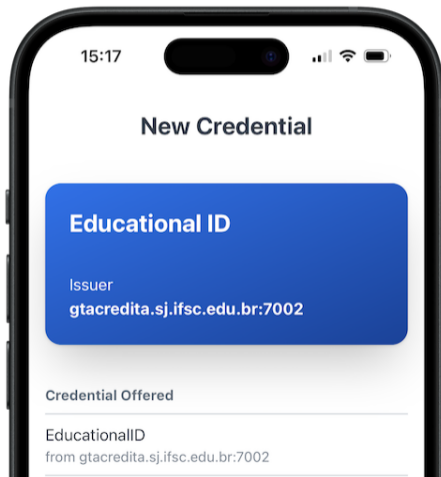 15:17
New Credential
Educational ID
Issuer
gtacredita.sj.ifsc.edu.br:7002
Credential Offered
EducationalID
from gtacredita.sj.ifsc.edu.br:7002